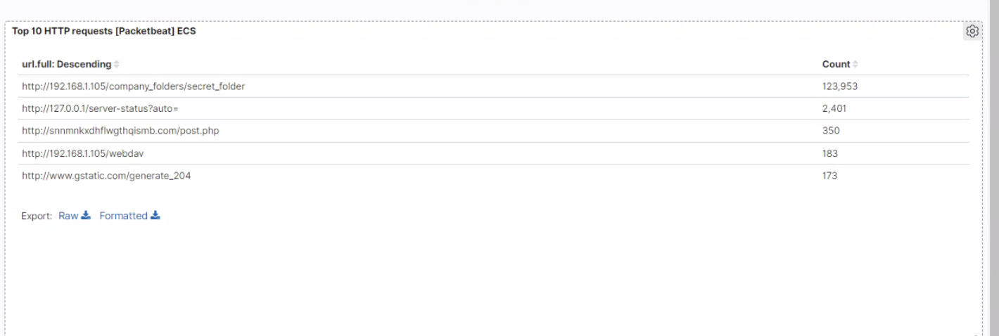 Top 10 HTTP requests [Packetbeat] ECS
url.full: Descending Count
http://192.168.1.105/company_folders/secret_folder 123,953
http://127.0.0.1/server-status?auto= 2,401
http://snnmnkxdhflwgthqismb.com/post.php 350
http://192.168.1.105/webdav 183
http://www.gstatic.com/generate_204 173
Export: Raw Formatted